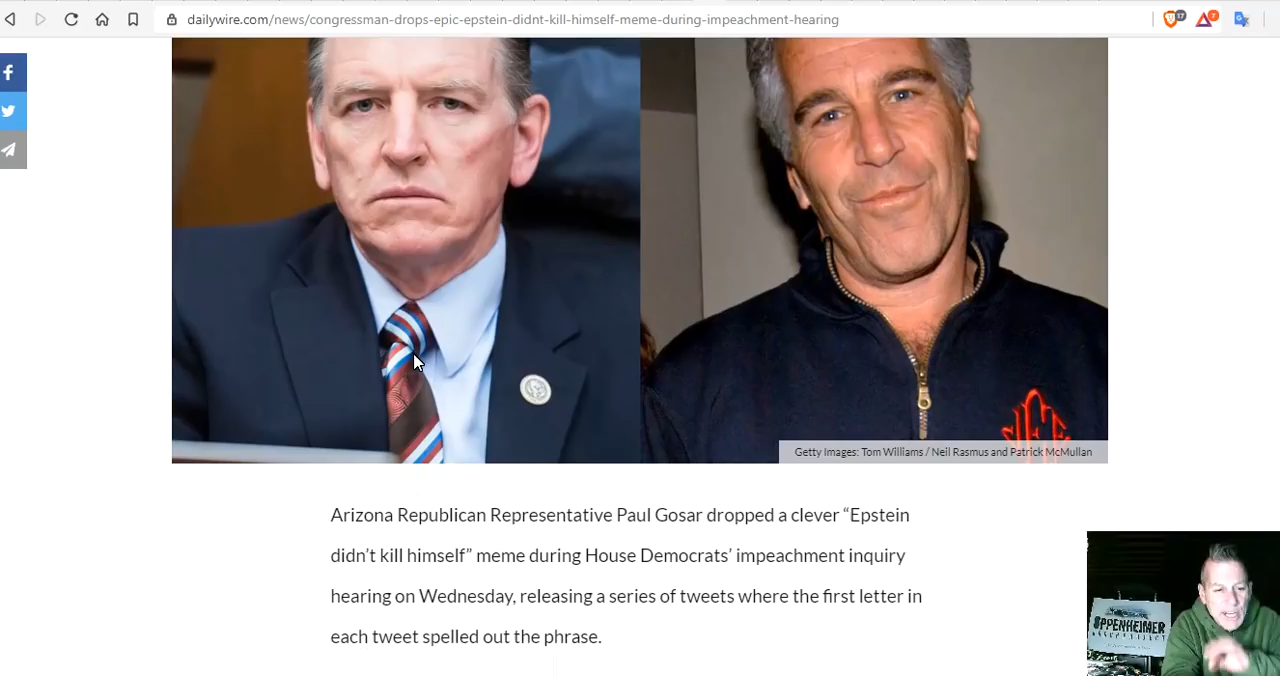 dailywire.com/news/congressman-drops-epic-epstein-didnt-kill-himself-meme-during-impeachment-hearing
Getty Images: Tom Williams / Neil Rasmus and Patrick McMullan
Arizona Republican Representative Paul Gosar dropped a clever “Epstein
didn’t kill himself” meme during House Democrats’ impeachment inquiry
hearing on Wednesday, releasing a series of tweets where the first letter in
each tweet spelled out the phrase.
OPPENHEIMER